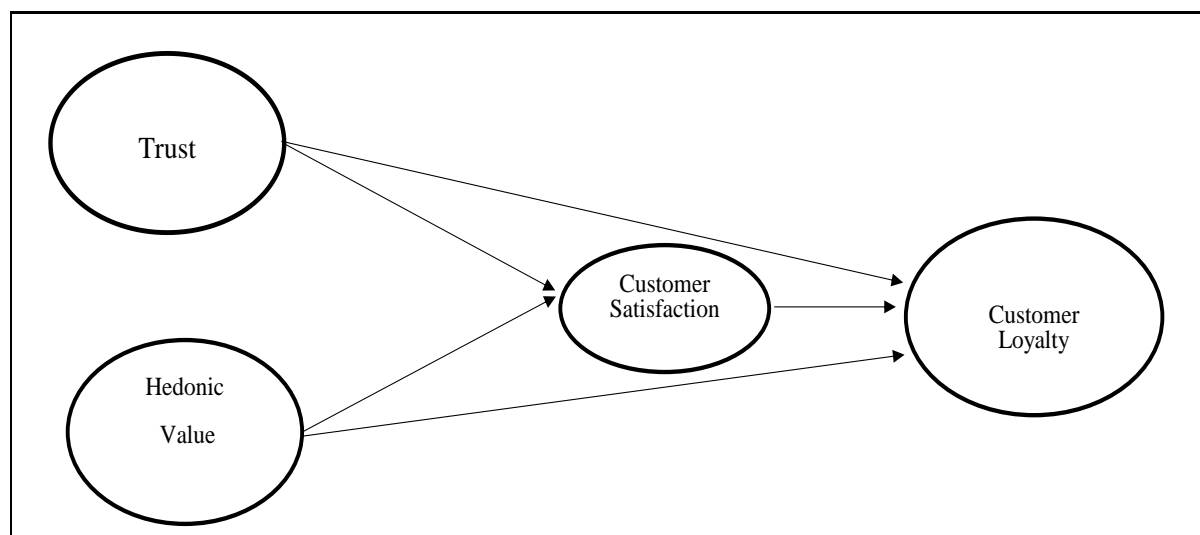 Trust
Customer
Satisfaction
Customer
Loyalty
Hedonic
Value